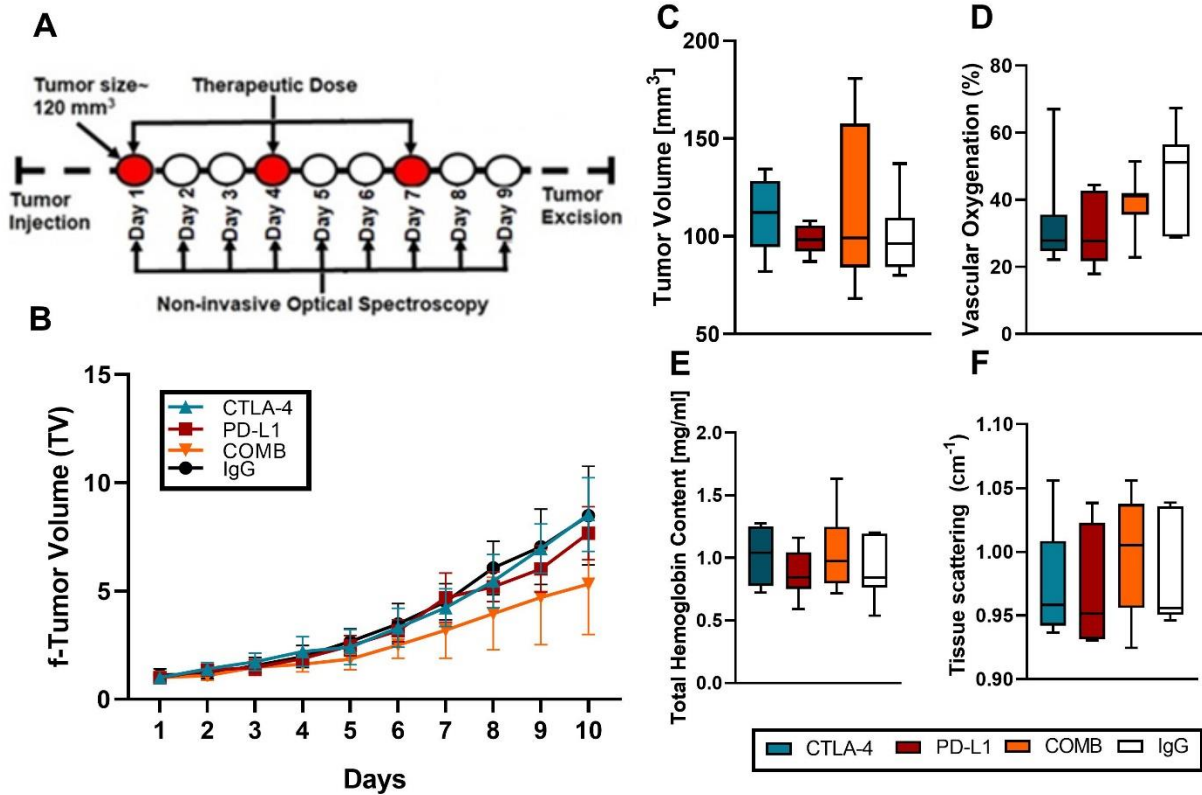 A
Tumor size~
120 mm³
Therapeutic Dose
Tumor
Injection
Day 1
Day 2
Day 3
Day 4
Day 5
Day 6
Day 7
Day 8
Day 9
Tumor
Excision
Non-invasive Optical Spectroscopy
B
f-Tumor Volume (TV)
15
10
5
0
CTLA-4
PD-L1
COMB
IgG
1 2 3 4 5 6 7 8 9 10
Days
C
Tumor Volume [mm³]
200
150
100
50
D
Vascular Oxygenation (%)
80
60
40
20
0
E
Total Hemoglobin Content [mg/ml]
2.0
1.5
1.0
0.5
0.0
F
Tissue scattering (cm⁻¹)
1.10
1.05
1.00
0.95
0.90
CTLA-4 PD-L1 COMB IgG